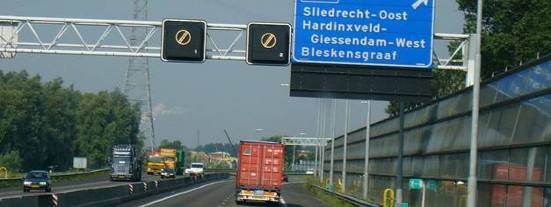 Sliedrecht-Oost
Hardinxveld-
Giessendam-West
Bleskensgraaf